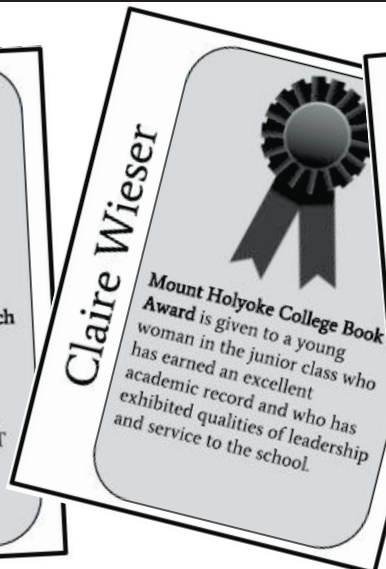 ch
T
Claire Wieser
Mount Holyoke College Book
Award is given to a young
woman in the junior class who
has earned an excellent
academic record and who has
exhibited qualities of leadership
and service to the school.